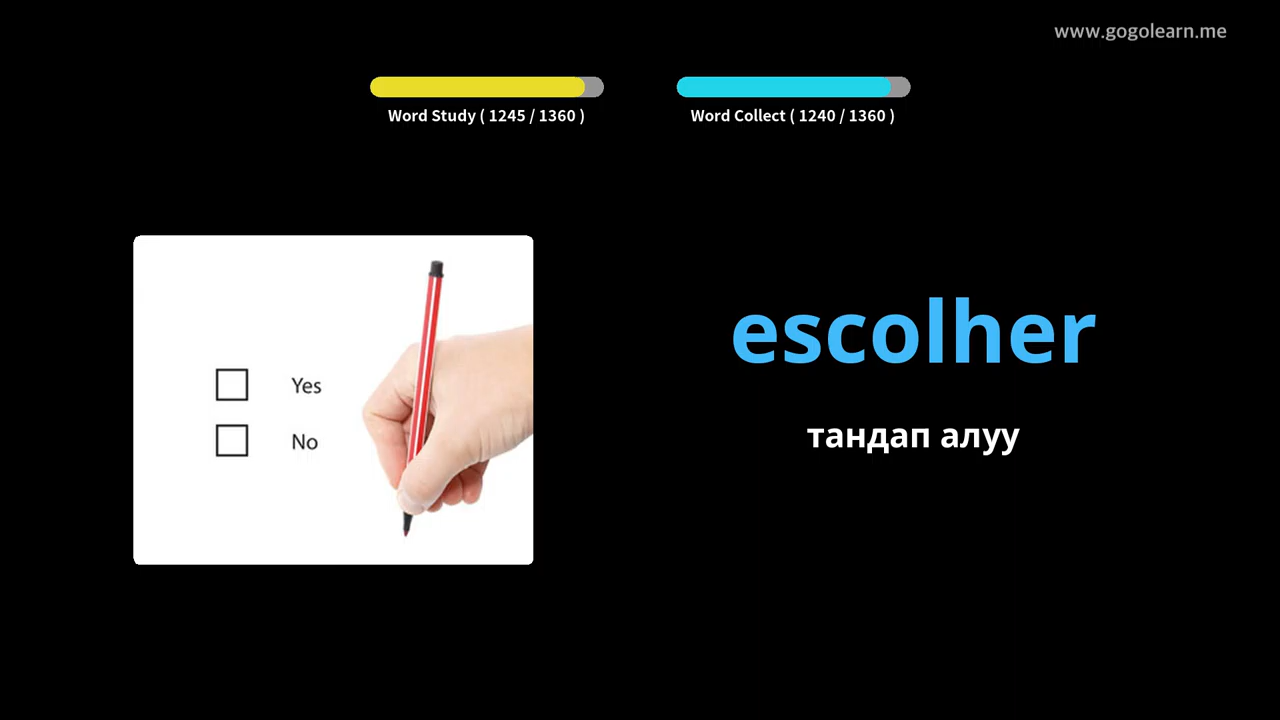 www.gogolearn.me
Word Study ( 1245 / 1360 )
Word Collect ( 1240 / 1360 )
Yes
No
escolher
тандап алуу